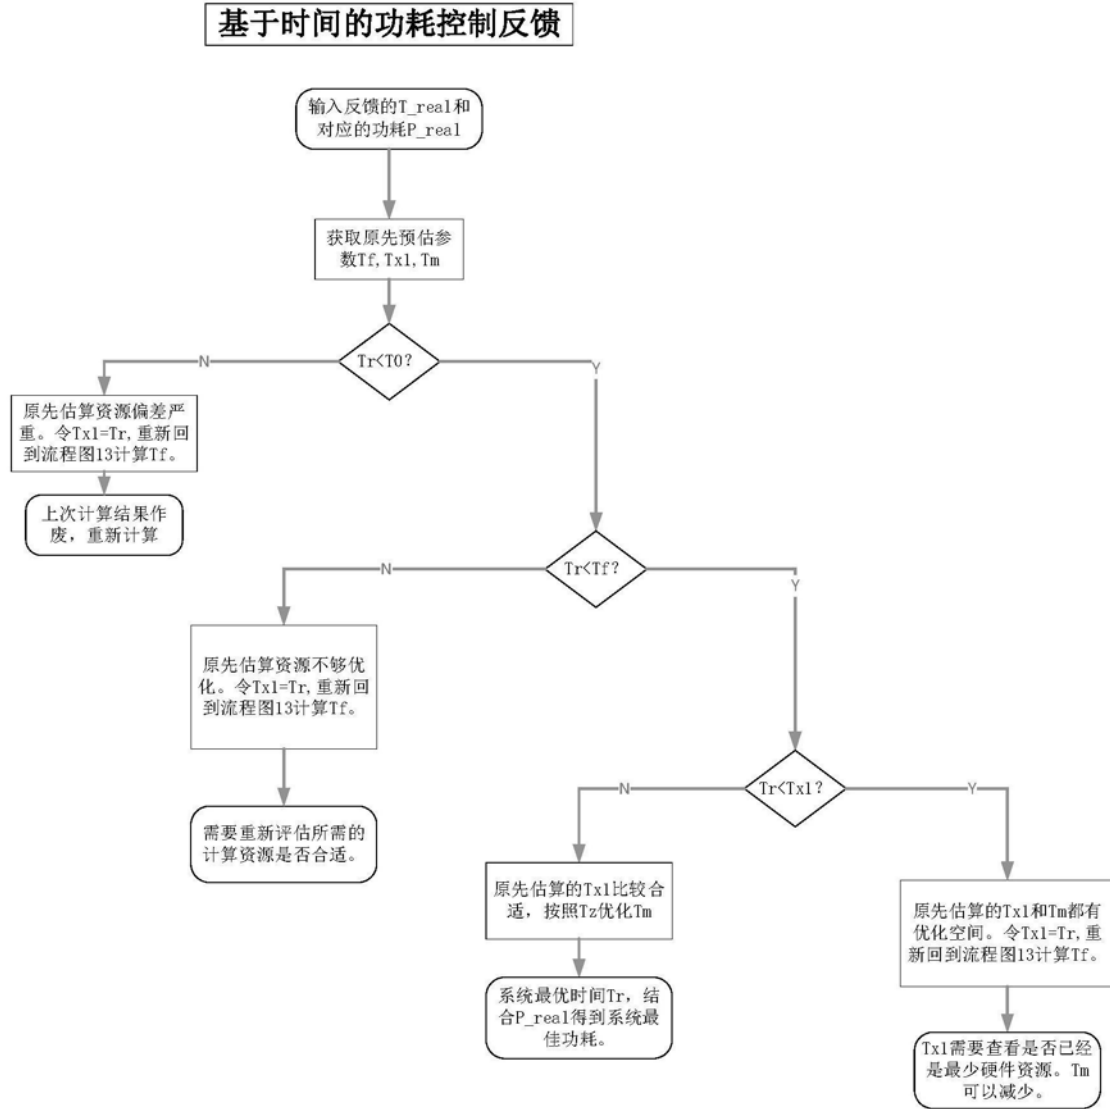 基于时间的功耗控制反馈
输入反馈的T_real和
对应的功耗P_real
获取原先预估参
数Tf,Tx1,Tm
Tr<T0?
N
Y
原先估算资源偏差严
重。令Tx1=Tr,重新回
到流程图13计算Tf。
上次计算结果作
废，重新计算
Tr<Tf?
N
Y
原先估算资源不够优
化。令Tx1=Tr,重新回
到流程图13计算Tf。
需要重新评估所需的
计算资源是否合适。
Tr<Tx1?
N
Y
原先估算的Tx1比较合
适，按照Tz优化Tm
系统最优时间Tr，结
合P_real得到系统最
佳功耗。
原先估算的Tx1和Tm都有
优化空间。令Tx1=Tr,重
新回到流程图13计算Tf。
Tx1需要查看是否已经
是最少硬件资源。Tm
可以减少。